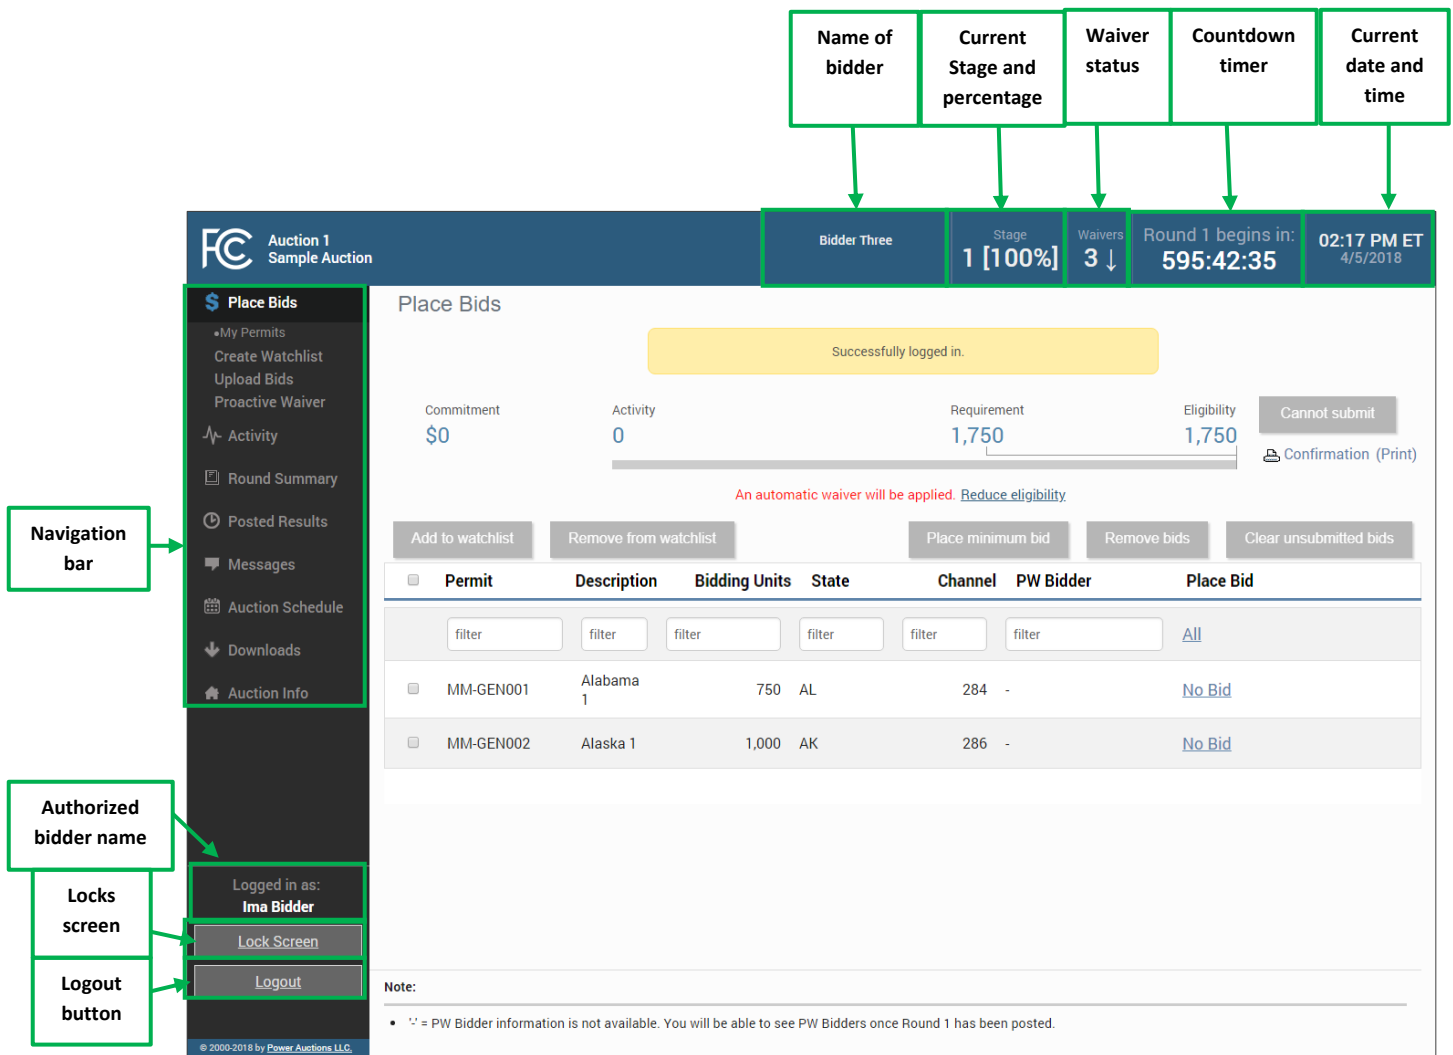 Name of
bidder
Current
Stage and
percentage
Waiver
status
Countdown
timer
Current
date and
time
FCC
Auction 1
Sample Auction
Bidder Three
Stage
1 [100%]
Waivers
3 ↓
Round 1 begins in:
595:42:35
02:17 PM ET
4/5/2018
$ Place Bids
•My Permits
Create Watchlist
Upload Bids
Proactive Waiver
Activity
Round Summary
Posted Results
Messages
Auction Schedule
Downloads
Auction Info
Navigation
bar
Authorized
bidder name
Locks
screen
Logout
button
Logged in as:
Ima Bidder
Lock Screen
Logout
© 2000-2018 by Power Auctions LLC.
Place Bids
Successfully logged in.
Commitment Activity Requirement Eligibility
$0 0 1,750 1,750
Cannot submit
Confirmation (Print)
An automatic waiver will be applied. Reduce eligibility
Add to watchlist Remove from watchlist Place minimum bid Remove bids Clear unsubmitted bids
Permit Description Bidding Units State Channel PW Bidder Place Bid
filter filter filter filter filter filter All
MM-GEN001 Alabama 750 AL 284 - No Bid
1
MM-GEN002 Alaska 1 1,000 AK 286 - No Bid
Note:
• '-' = PW Bidder information is not available. You will be able to see PW Bidders once Round 1 has been posted.